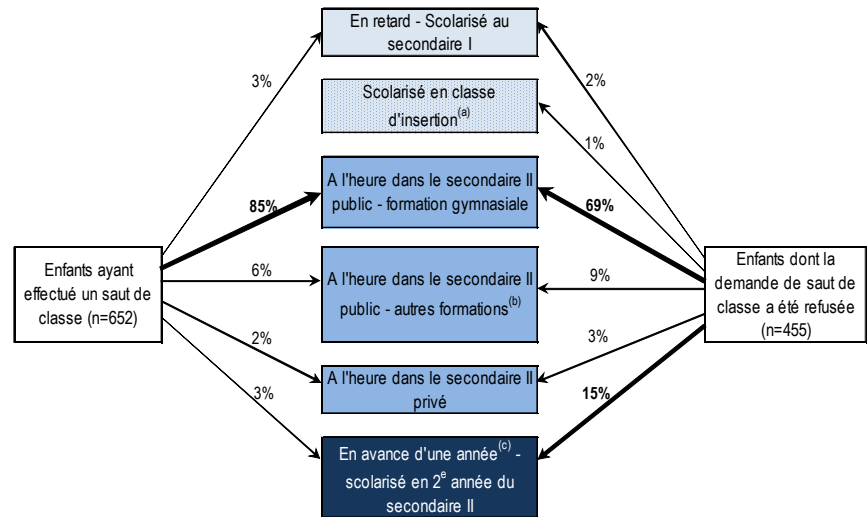 En retard - Scolarisé au
secondaire I
3%
2%
Scolarisé en classe
d'insertion(a)
1%
A l'heure dans le secondaire II
public - formation gymnasiale
85%
69%
Enfants ayant
effectué un saut de
classe (n=652)
6%
A l'heure dans le secondaire II
public - autres formations(b)
9%
Enfants dont la
demande de saut de
classe a été refusée
(n=455)
2%
3%
A l'heure dans le secondaire II
privé
3%
15%
En avance d'une année(c) -
scolarisé en 2e année du
secondaire II